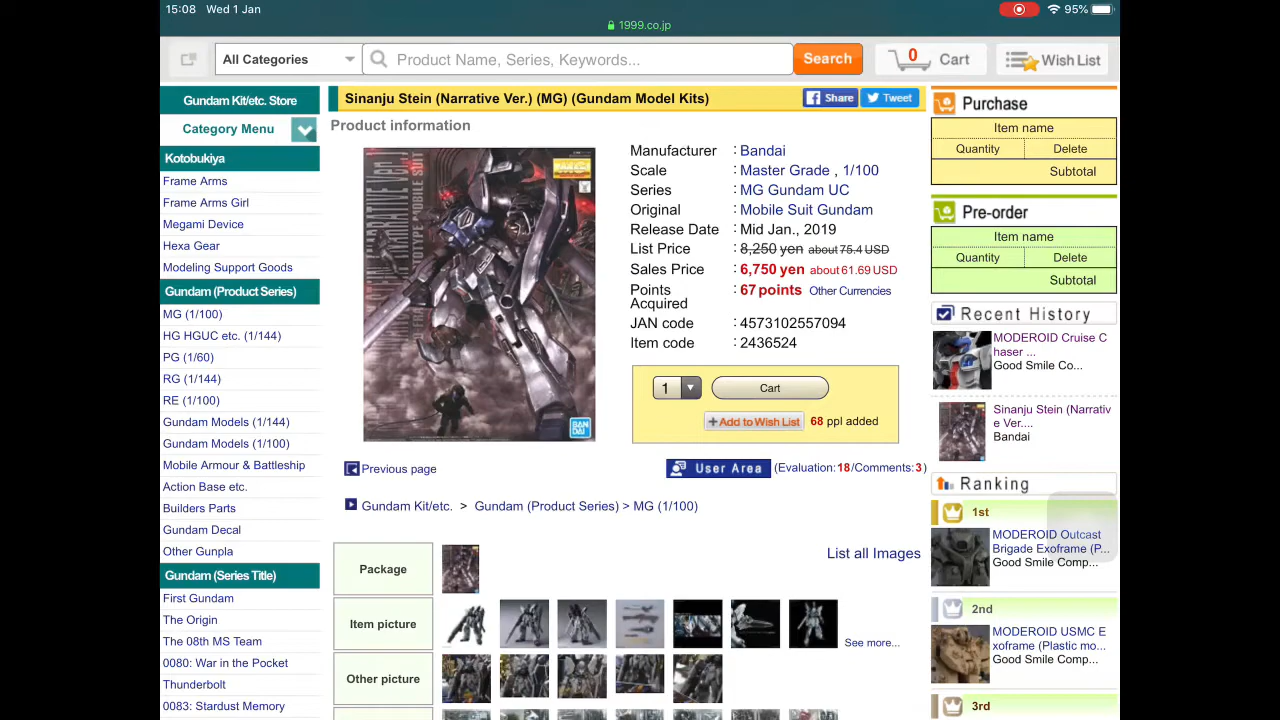 15:08 Wed 1 Jan
95%
1999.co.jp
All Categories
Product Name, Series, Keywords...
Search
0 Cart
Wish List
Gundam Kit/etc. Store
Category Menu
Kotobukiya
Frame Arms
Frame Arms Girl
Megami Device
Hexa Gear
Modeling Support Goods
Gundam (Product Series)
MG (1/100)
HG HGUC etc. (1/144)
PG (1/60)
RG (1/144)
RE (1/100)
Gundam Models (1/144)
Gundam Models (1/100)
Mobile Armour & Battleship
Action Base etc.
Builders Parts
Gundam Decal
Other Gunpla
Gundam (Series Title)
First Gundam
The Origin
The 08th MS Team
0080: War in the Pocket
Thunderbolt
0083: Stardust Memory
Sinanju Stein (Narrative Ver.) (MG) (Gundam Model Kits)
Share
Tweet
Product information
Manufacturer : Bandai
Scale : Master Grade , 1/100
Series : MG Gundam UC
Original : Mobile Suit Gundam
Release Date : Mid Jan., 2019
List Price : 8,250 yen about 75.4 USD
Sales Price : 6,750 yen about 61.69 USD
Points : 67 points Other Currencies
Acquired
JAN code : 4573102557094
Item code : 2436524
1
Cart
+Add to Wish List 68 ppl added
BAN
DAI
Previous page
User Area (Evaluation:18/Comments:3)
Gundam Kit/etc. > Gundam (Product Series) > MG (1/100)
List all Images
Package
Item picture
See more...
Other picture
Purchase
Item name
Quantity Delete
Subtotal
Pre-order
Item name
Quantity Delete
Subtotal
Recent History
MODEROID Cruise C
haser ...
Good Smile Co...
Sinanju Stein (Narrativ
e Ver....
Bandai
Ranking
1st
MODEROID Outcast
Brigade Exoframe (P...
Good Smile Comp...
2nd
MODEROID USMC E
xoframe (Plastic mo...
Good Smile Comp...
3rd